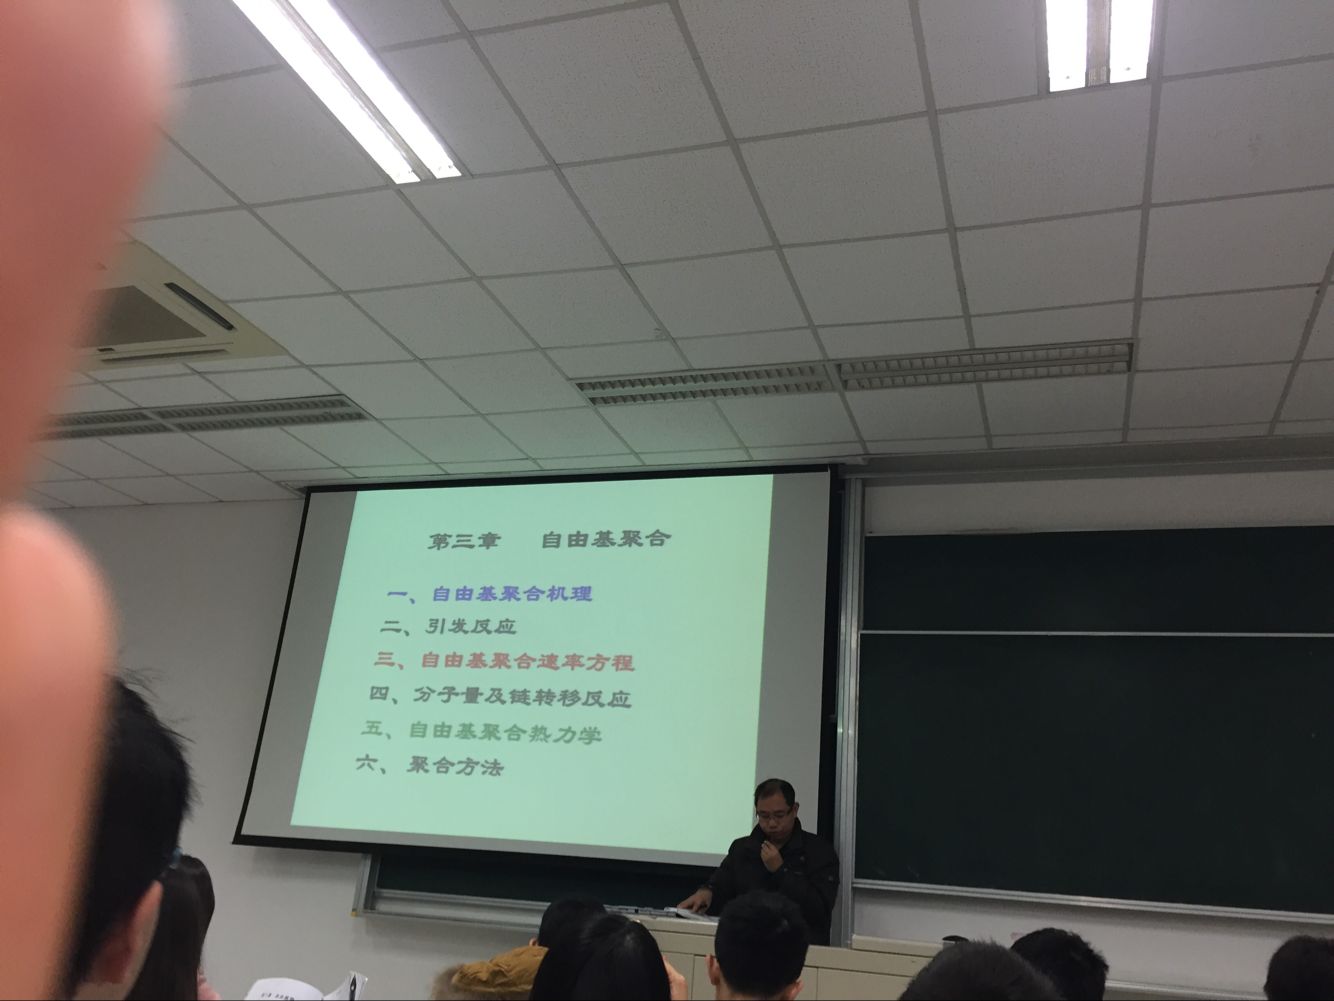 第三章 自由基聚合
一、自由基聚合机理
二、引发反应
三、自由基聚合速率方程
四、分子量及链转移反应
五、自由基聚合热力学
六、聚合方法